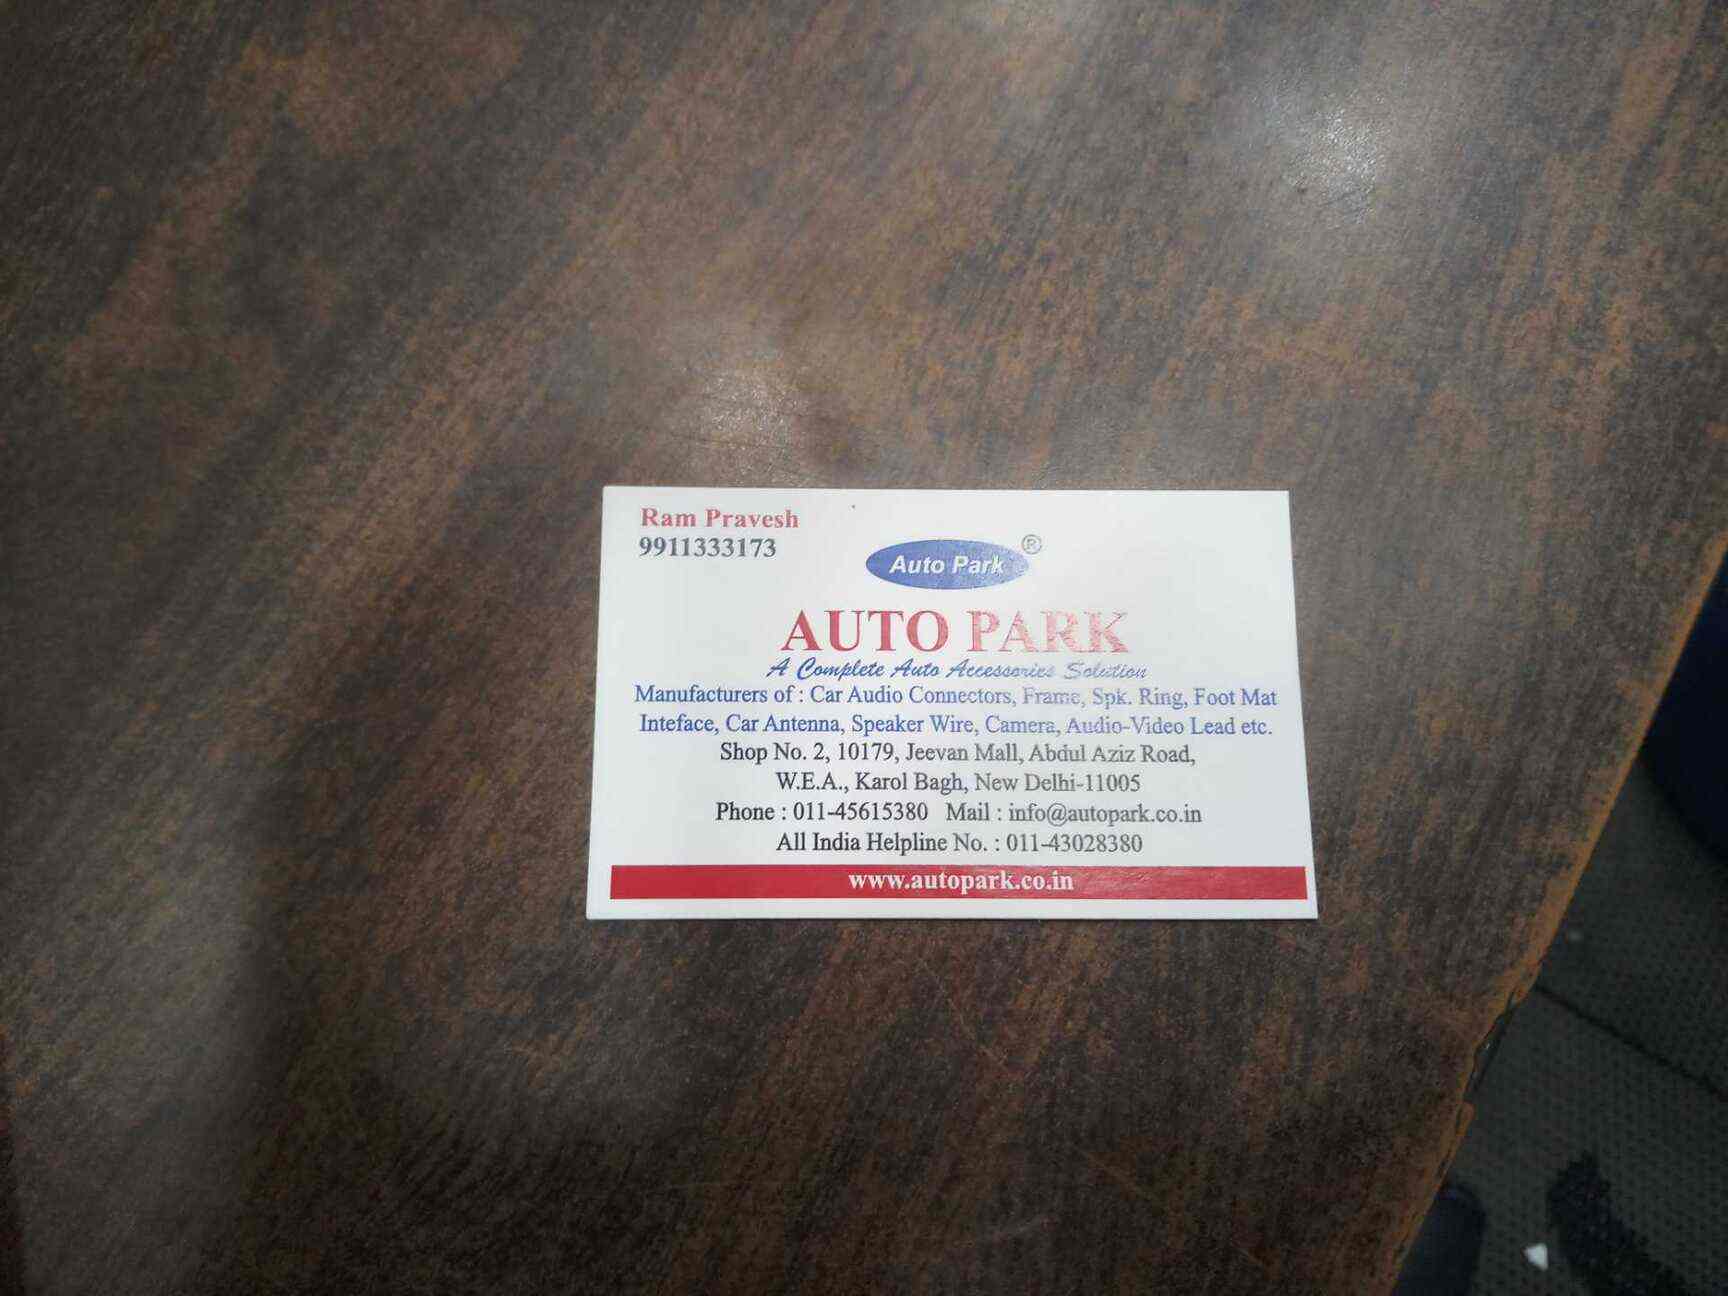 Ram Pravesh
9911333173
Auto Park ®
AUTO PARK
A Complete Auto Accessories Solution
Manufacturers of : Car Audio Connectors, Frame, Spk. Ring, Foot Mat
Inteface, Car Antenna, Speaker Wire, Camera, Audio-Video Lead etc.
Shop No. 2, 10179, Jeevan Mall, Abdul Aziz Road,
W.E.A., Karol Bagh, New Delhi-11005
Phone : 011-45615380 Mail : info@autopark.co.in
All India Helpline No. : 011-43028380
www.autopark.co.in